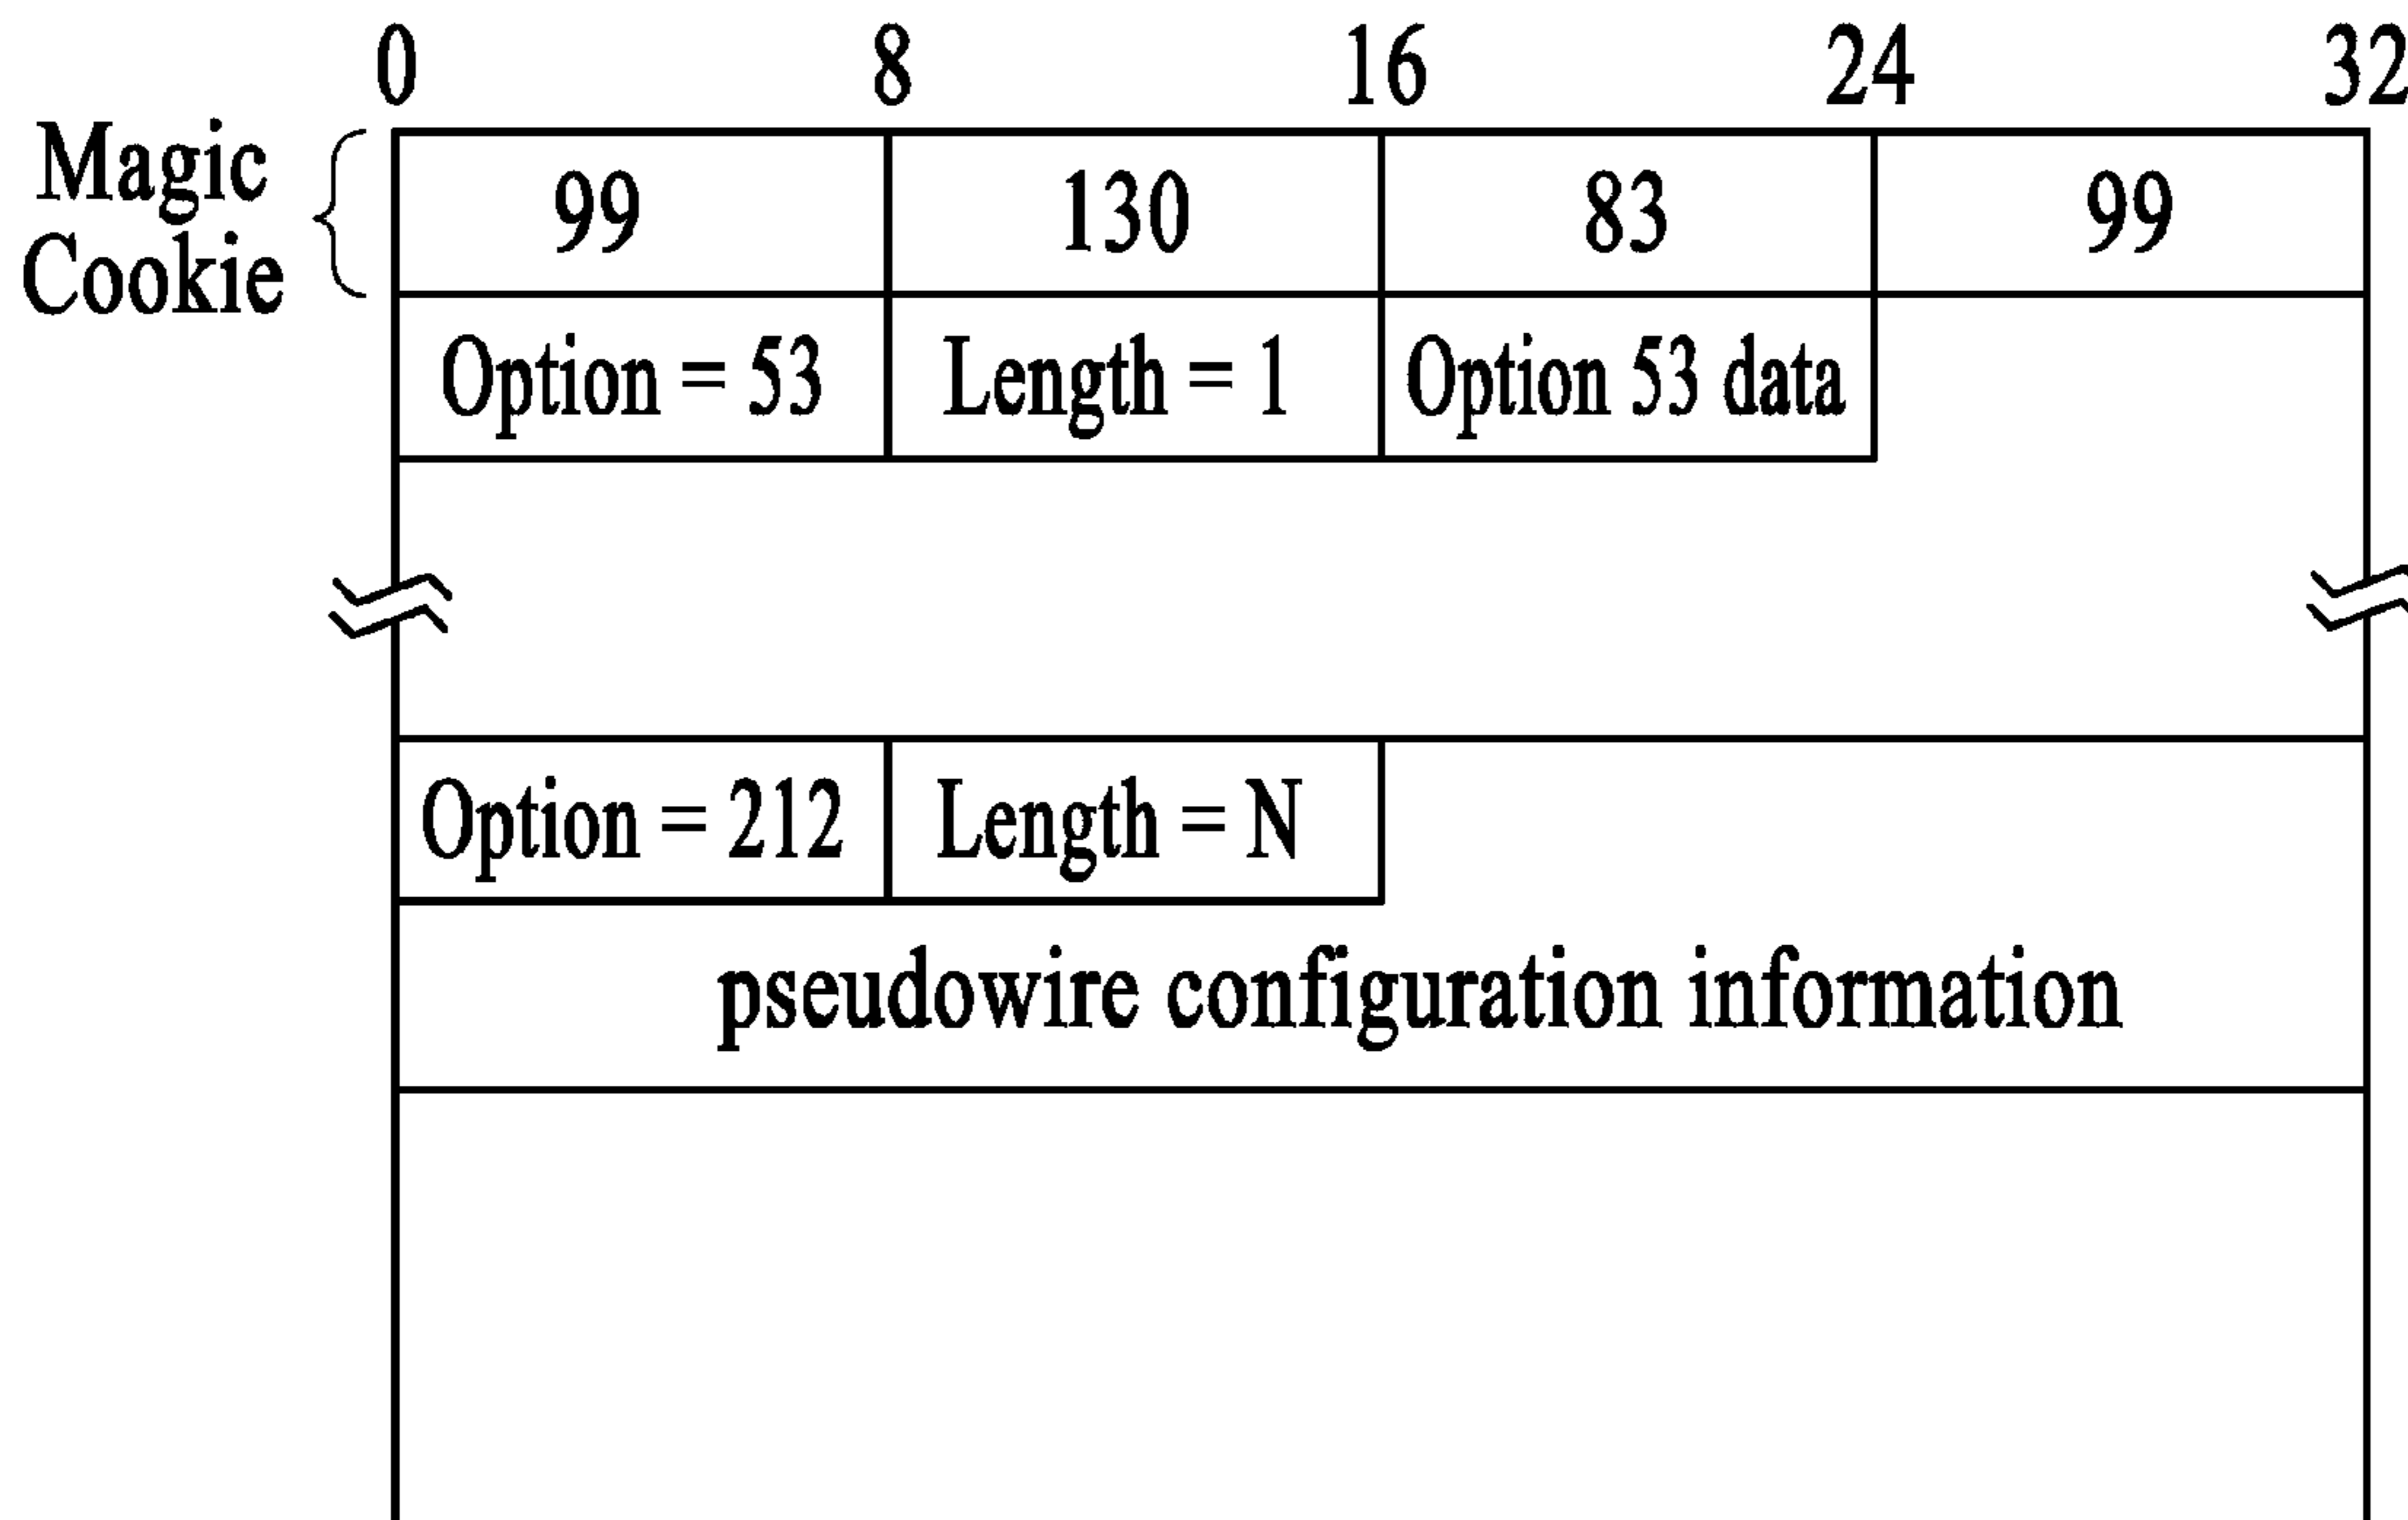 0 8 16 24 32
Magic
Cookie
99 130 83 99
Option = 53 Length = 1 Option 53 data
Option = 212 Length = N
pseudowire configuration information